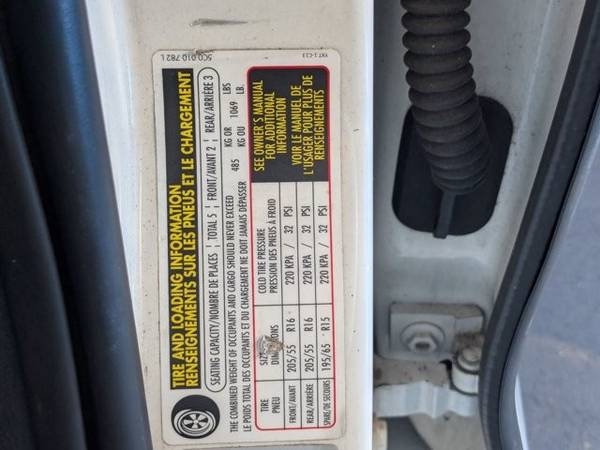 TIRE AND LOADING INFORMATION
RENSEIGNEMENTS SUR LES PNEUS ET LE CHARGEMENT
SEATING CAPACITY/NOMBRE DE PLACES | TOTAL 5 | FRONT/AVANT 2 | REAR/ARRIÈRE 3
THE COMBINED WEIGHT OF OCCUPANTS AND CARGO SHOULD NEVER EXCEED 485 KG OR 1069 LBS
LE POIDS TOTAL DES OCCUPANTS ET DU CHARGEMENT NE DOIT JAMAIS DÉPASSER KG OU LB.
TIRE SIZE COLD TIRE PRESSURE
PNEU DIMENSIONS PRESSION DES PNEUS À FROID
FRONT/AVANT 205/55 R16 220 KPA / 32 PSI
REAR/ARRIÈRE 205/55 R16 220 KPA / 32 PSI
SPARE/DE SECOURS 195/65 R15 220 KPA / 32 PSI
SEE OWNER'S MANUAL
FOR ADDITIONAL
INFORMATION
VOIR LE MANUEL DE
L'USAGER POUR PLUS DE
RENSEIGNEMENTS
5C0 010 782 L